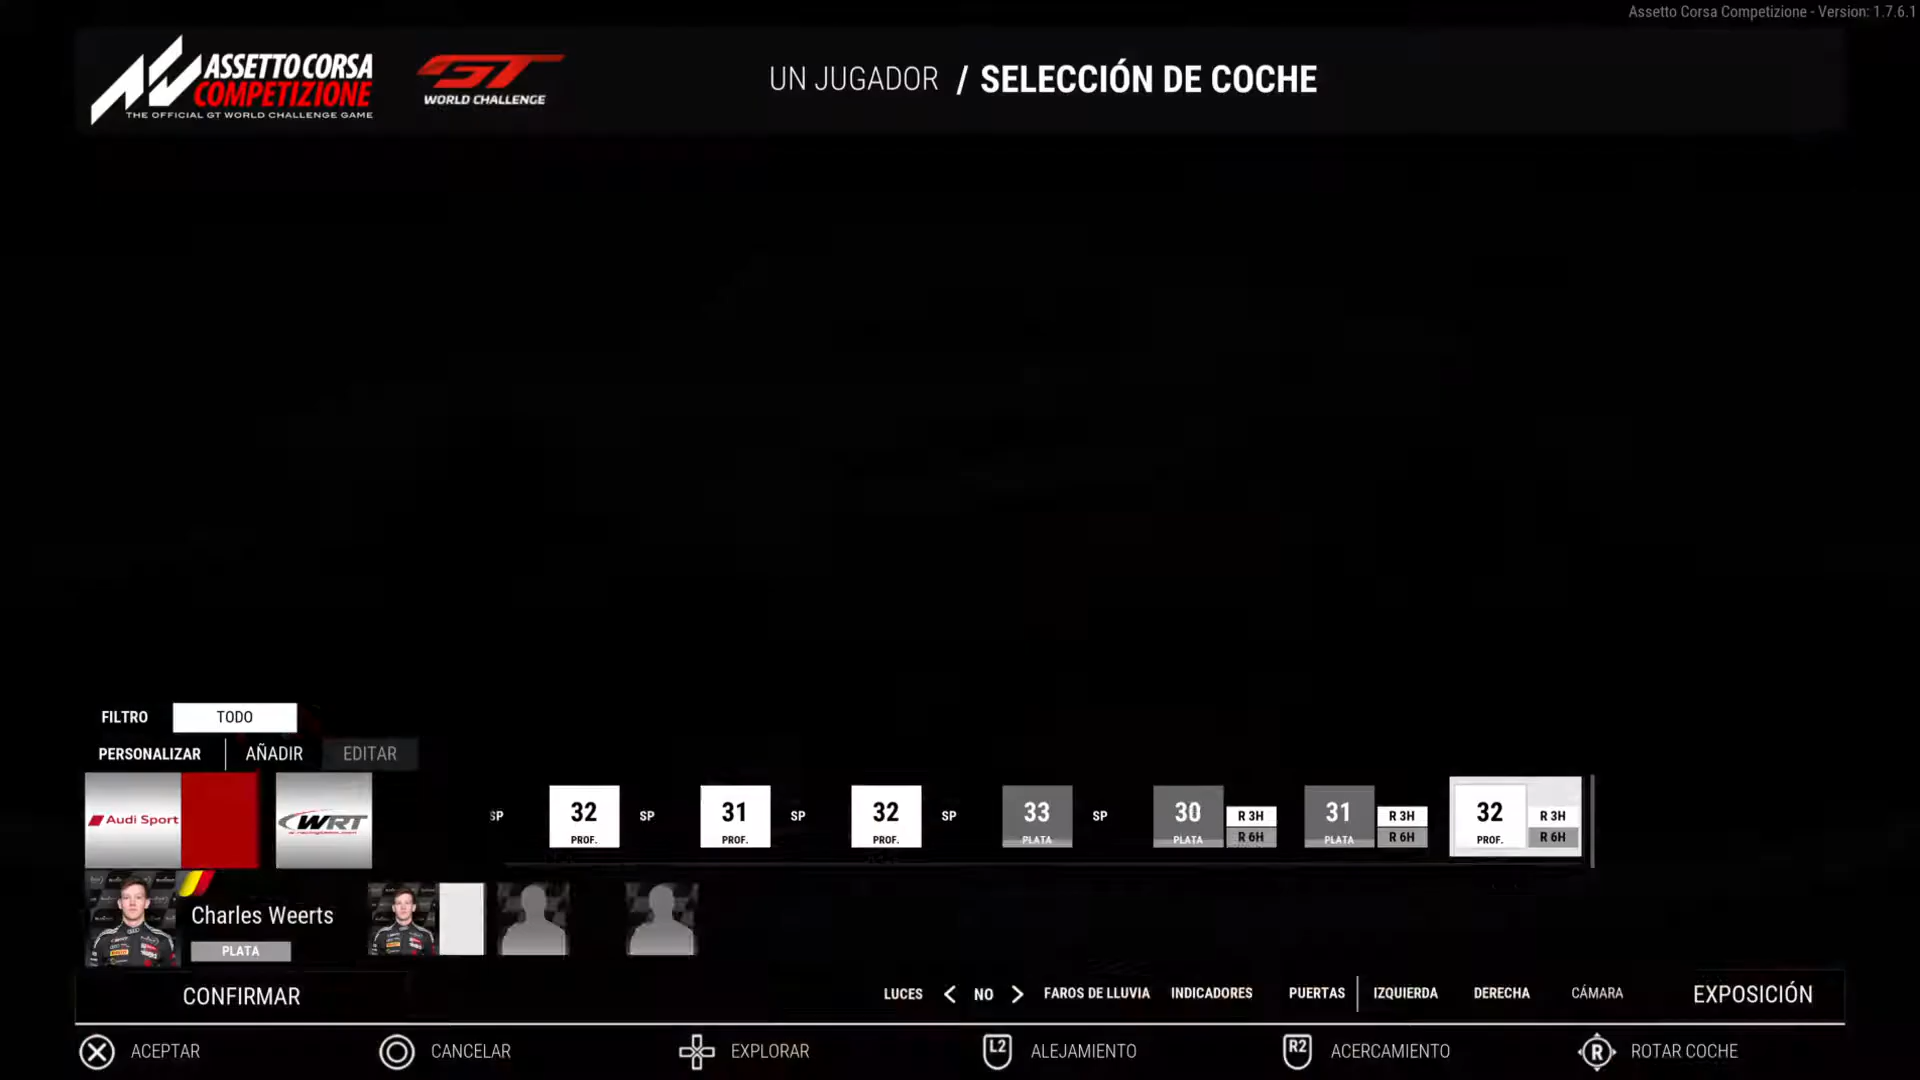 Assetto Corsa Competizione - Version: 1.7.6.1
ASSETTO CORSA
COMPETIZIONE
THE OFFICIAL GT WORLD CHALLENGE GAME
GT
WORLD CHALLENGE
UN JUGADOR / SELECCIÓN DE COCHE
FILTRO TODO
PERSONALIZAR AÑADIR EDITAR
Audi Sport WRT
SP 32 PROF. SP 31 PROF. SP 32 PROF. SP 33 PLATA SP 30 PLATA R 3H R 6H 31 PLATA R 3H R 6H 32 PROF. R 3H R 6H
Charles Weerts
PLATA
CONFIRMAR
LUCES NO FAROS DE LLUVIA INDICADORES PUERTAS IZQUIERDA DERECHA CÁMARA EXPOSICIÓN
ACEPTAR CANCELAR EXPLORAR L2 ALEJAMIENTO R2 ACERCAMIENTO R ROTAR COCHE